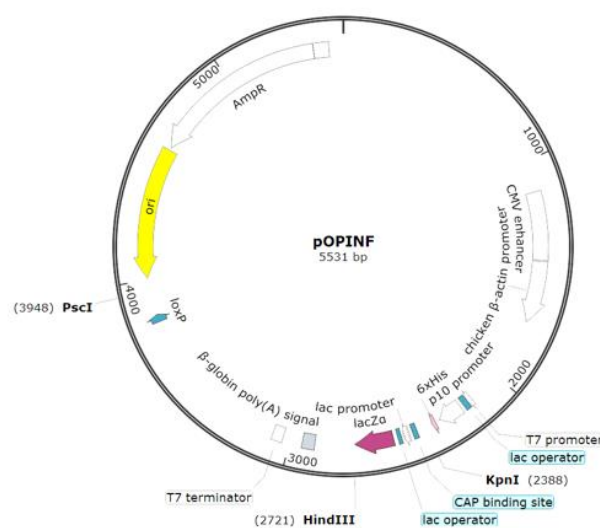 5000
AmpR
1000
ori
pOPINF
5531 bp
CMV enhancer
chicken β-actin promoter
4000
(3948) PscI
loxP
β-globin poly(A) signal
lac promoter
lacZα
6xHis
p10 promoter
2000
T7 promoter
lac operator
3000
KpnI (2388)
T7 terminator
CAP binding site
(2721) HindIII
lac operator